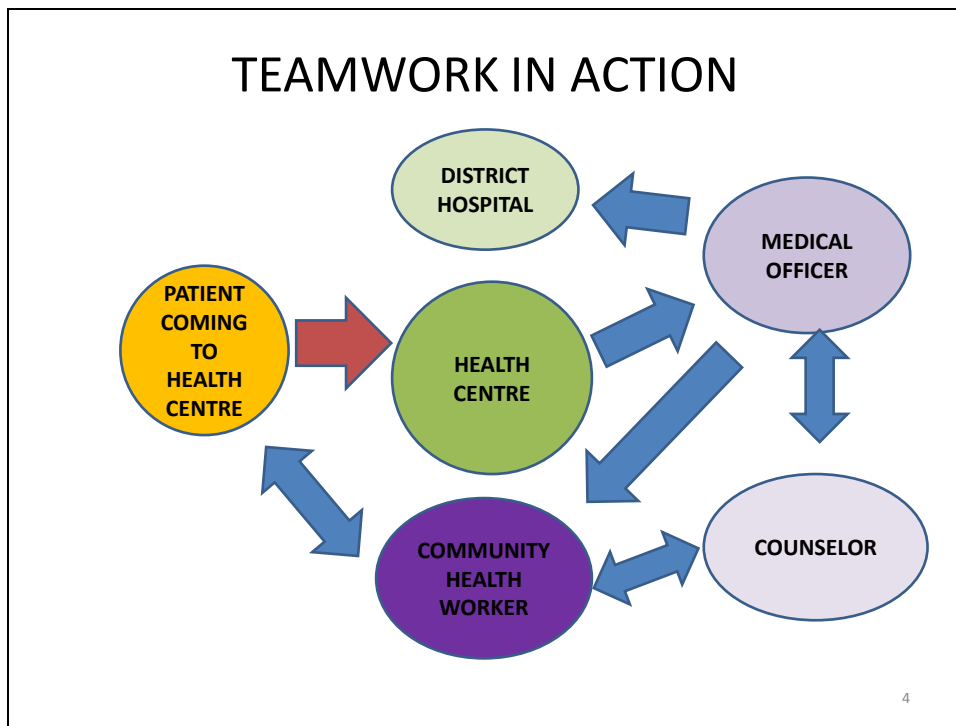 TEAMWORK IN ACTION
DISTRICT
HOSPITAL
MEDICAL
OFFICER
PATIENT
COMING
TO
HEALTH
CENTRE
HEALTH
CENTRE
COMMUNITY
HEALTH
WORKER
COUNSELOR
4